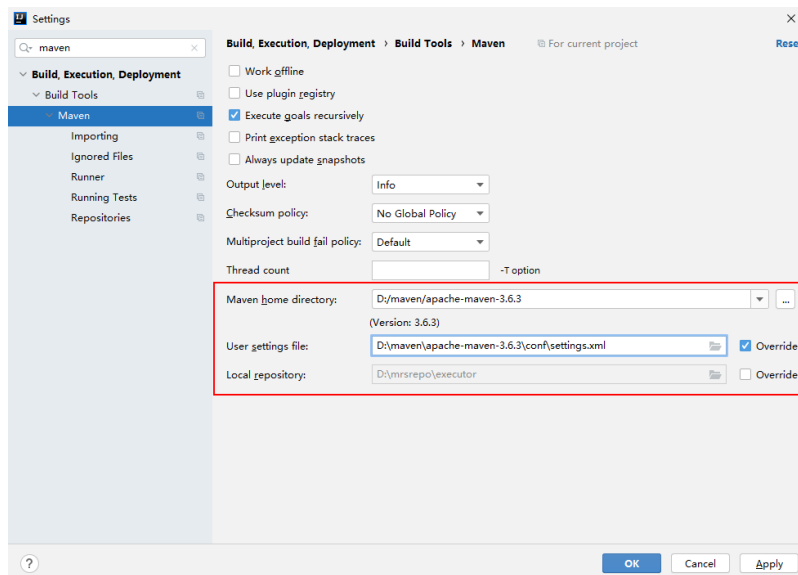 Settings
maven
Build, Execution, Deployment › Build Tools › Maven
For current project
Rese
Build, Execution, Deployment
Build Tools
Maven
Importing
Ignored Files
Runner
Running Tests
Repositories
Work offline
Use plugin registry
Execute goals recursively
Print exception stack traces
Always update snapshots
Output level: Info
Checksum policy: No Global Policy
Multiproject build fail policy: Default
Thread count -T option
Maven home directory: D:/maven/apache-maven-3.6.3 ...
(Version: 3.6.3)
User settings file: D:\maven\apache-maven-3.6.3\conf\settings.xml Override
Local repository: D:\mrsrepo\executor Override
? OK Cancel Apply